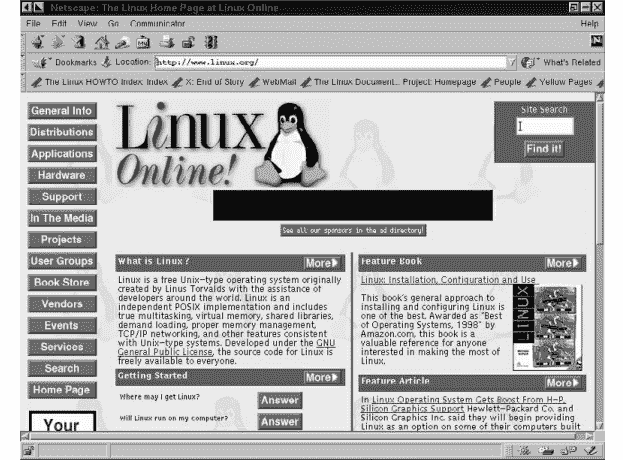 Netscape: The Linux Home Page at Linux Online
File Edit View Go Communicator Help
Bookmarks Location: http://www.linux.org/ What's Related
The Linux HOWTO Index: Index X: End of Story WebMail The Linux Document... Project: Homepage People Yellow Pages
General Info
Distributions
Applications
Hardware
Support
In The Media
Projects
User Groups
Book Store
Vendors
Events
Services
Search
Home Page
Your
Linux
Online!
Site Search
Find it!
See all our sponsors in the ad directory!
What is Linux? More
Linux is a free Unix-type operating system originally
created by Linus Torvalds with the assistance of
developers around the world. Linux is an
independent POSIX implementation and includes
true multitasking, virtual memory, shared libraries,
demand loading, proper memory management,
TCP/IP networking, and other features consistent
with Unix-type systems. Developed under the GNU
General Public License, the source code for Linux is
freely available to everyone.
Getting Started More
Where may I get Linux? Answer
Will Linux run on my computer? Answer
Feature Book More
Linux: Installation, Configuration and Use
This book's general approach to
installing and configuring Linux is
one of the best. Awarded as "Best
of Operating Systems, 1998" by
Amazon.com, this book is a
valuable reference for anyone
interested in making the most of
Linux.
LINUX
Feature Article More
In Linux Operating System Gets Boost From H-P,
Silicon Graphics Support Hewlett-Packard Co. and
Silicon Graphics Inc. said they will begin providing
Linux as an option on some of their computers built